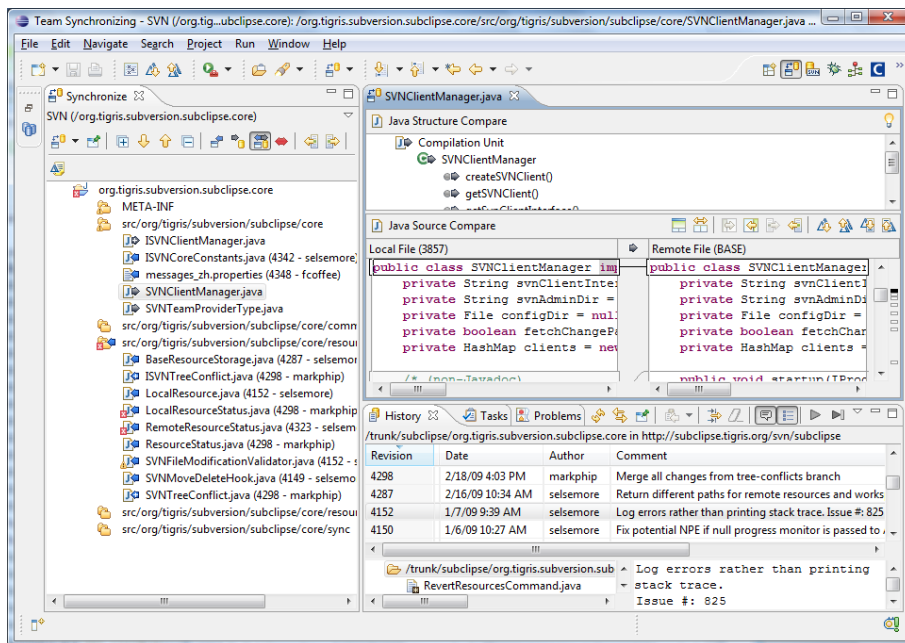 Team Synchronizing - SVN (/org.tig...ubclipse.core): /org.tigris.subversion.subclipse.core/src/org/tigris/subversion/subclipse/core/SVNClientManager.java ...
File Edit Navigate Search Project Run Window Help
Synchronize
SVN (/org.tigris.subversion.subclipse.core)
org.tigris.subversion.subclipse.core
META-INF
src/org/tigris/subversion/subclipse/core
ISVNClientManager.java
ISVNCoreConstants.java (4342 - selsemore)
messages_zh.properties (4348 - fcoffee)
SVNClientManager.java
SVNTeamProviderType.java
src/org/tigris/subversion/subclipse/core/comm
src/org/tigris/subversion/subclipse/core/resou
BaseResourceStorage.java (4287 - selsemor
ISVNTreeConflict.java (4298 - markphip)
LocalResource.java (4152 - selsemore)
LocalResourceStatus.java (4298 - markphip
RemoteResourceStatus.java (4323 - selsem
ResourceStatus.java (4298 - markphip)
SVNFileModificationValidator.java (4152 - s
SVNMoveDeleteHook.java (4149 - selsemo
SVNTreeConflict.java (4298 - markphip)
src/org/tigris/subversion/subclipse/core/resou
src/org/tigris/subversion/subclipse/core/sync
SVNClientManager.java
Java Structure Compare
Compilation Unit
SVNClientManager
createSVNClient()
getSVNClient()
getSvnClientInterface()
Java Source Compare
Local File (3857)
public class SVNClientManager imp
private String svnClientInte
private String svnAdminDir =
private File configDir = null
private boolean fetchChangePa
private HashMap clients = new
/* (non-Javadoc)
Remote File (BASE)
public class SVNClientManager
private String svnClientI
private String svnAdminDi
private File configDir =
private boolean fetchChan
private HashMap clients =
public void startup(IProg
History Tasks Problems
/trunk/subclipse/org.tigris.subversion.subclipse.core in http://subclipse.tigris.org/svn/subclipse
Revision Date Author Comment
4298 2/18/09 4:03 PM markphip Merge all changes from tree-conflicts branch
4287 2/16/09 10:34 AM selsemore Return different paths for remote resources and works
4152 1/7/09 9:39 AM selsemore Log errors rather than printing stack trace. Issue #: 825
4150 1/6/09 10:27 AM selsemore Fix potential NPE if null progress monitor is passed to
/trunk/subclipse/org.tigris.subversion.sub
RevertResourcesCommand.java
Log errors rather than printing
stack trace.
Issue #: 825